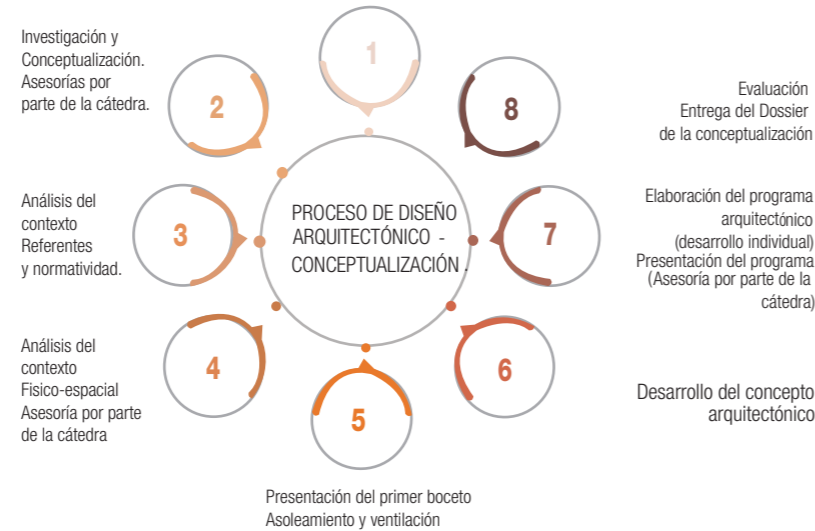 1
Investigación y
Conceptualización.
Asesorías por
parte de la cátedra.
2
8
Evaluación
Entrega del Dossier
de la conceptualización
Análisis del
contexto
Referentes
y normatividad.
3
PROCESO DE DISEÑO
ARQUITECTÓNICO -
CONCEPTUALIZACIÓN .
7
Elaboración del programa
arquitectónico
(desarrollo individual)
Presentación del programa
(Asesoría por parte de la
cátedra)
Análisis del
contexto
Fisico-espacial
Asesoría por parte
de la cátedra
4
6
Desarrollo del concepto
arquitectónico
5
Presentación del primer boceto
Asoleamiento y ventilación